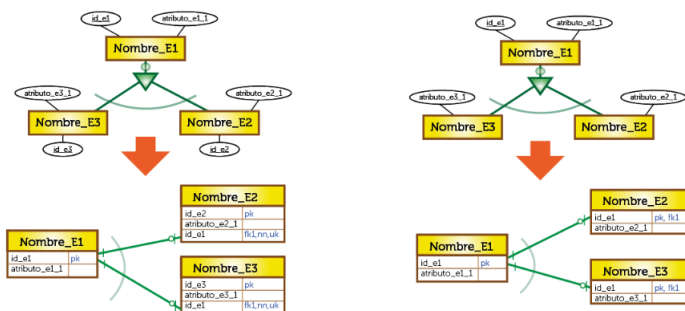 id_e1 atributo_e1_1
Nombre_E1
atributo_e3_1 atributo_e2_1
Nombre_E3 Nombre_E2
id_e3 id_e2
Nombre_E2
id_e2 pk
atributo_e2_1
id_e1 fk1,nn,uk
Nombre_E1
id_e1 pk
atributo_e1_1
Nombre_E3
id_e3 pk
atributo_e3_1
id_e1 fk1,nn,uk
id_e1 atributo_e1_1
Nombre_E1
atributo_e3_1 atributo_e2_1
Nombre_E3 Nombre_E2
Nombre_E2
id_e1 pk, fk1
atributo_e2_1
Nombre_E1
id_e1 pk
atributo_e1_1
Nombre_E3
id_e1 pk, fk1
atributo_e3_1